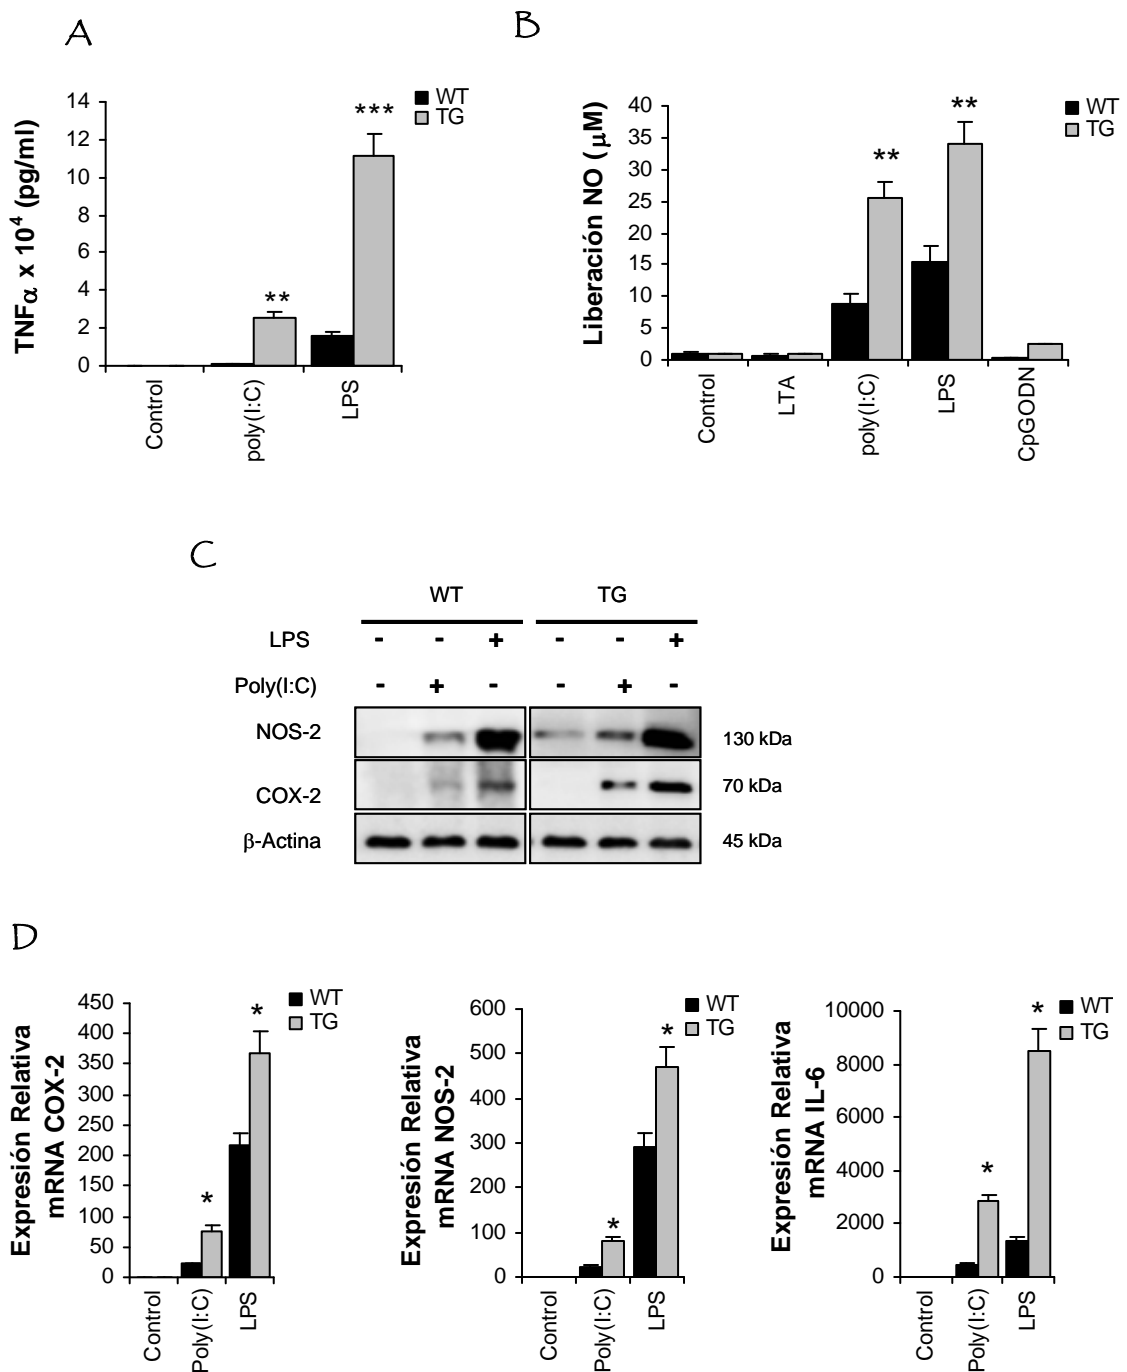 A
TNFα x 10⁴ (pg/ml)
14
12
10
8
6
4
2
0
WT
TG
**
***
Control
poly(I:C)
LPS
B
Liberación NO (µM)
40
35
30
25
20
15
10
5
0
WT
TG
**
**
Control
LTA
poly(I:C)
LPS
CpGODN
C
WT TG
LPS - - + - - +
Poly(I:C) - + - - + -
NOS-2 130 kDa
COX-2 70 kDa
β-Actina 45 kDa
D
Expresión Relativa
mRNA COX-2
450
400
350
300
250
200
150
100
50
0
WT
TG
*
*
Control
Poly(I:C)
LPS
Expresión Relativa
mRNA NOS-2
600
500
400
300
200
100
0
WT
TG
*
*
Control
Poly(I:C)
LPS
Expresión Relativa
mRNA IL-6
10000
8000
6000
4000
2000
0
WT
TG
*
*
Control
Poly(I:C)
LPS